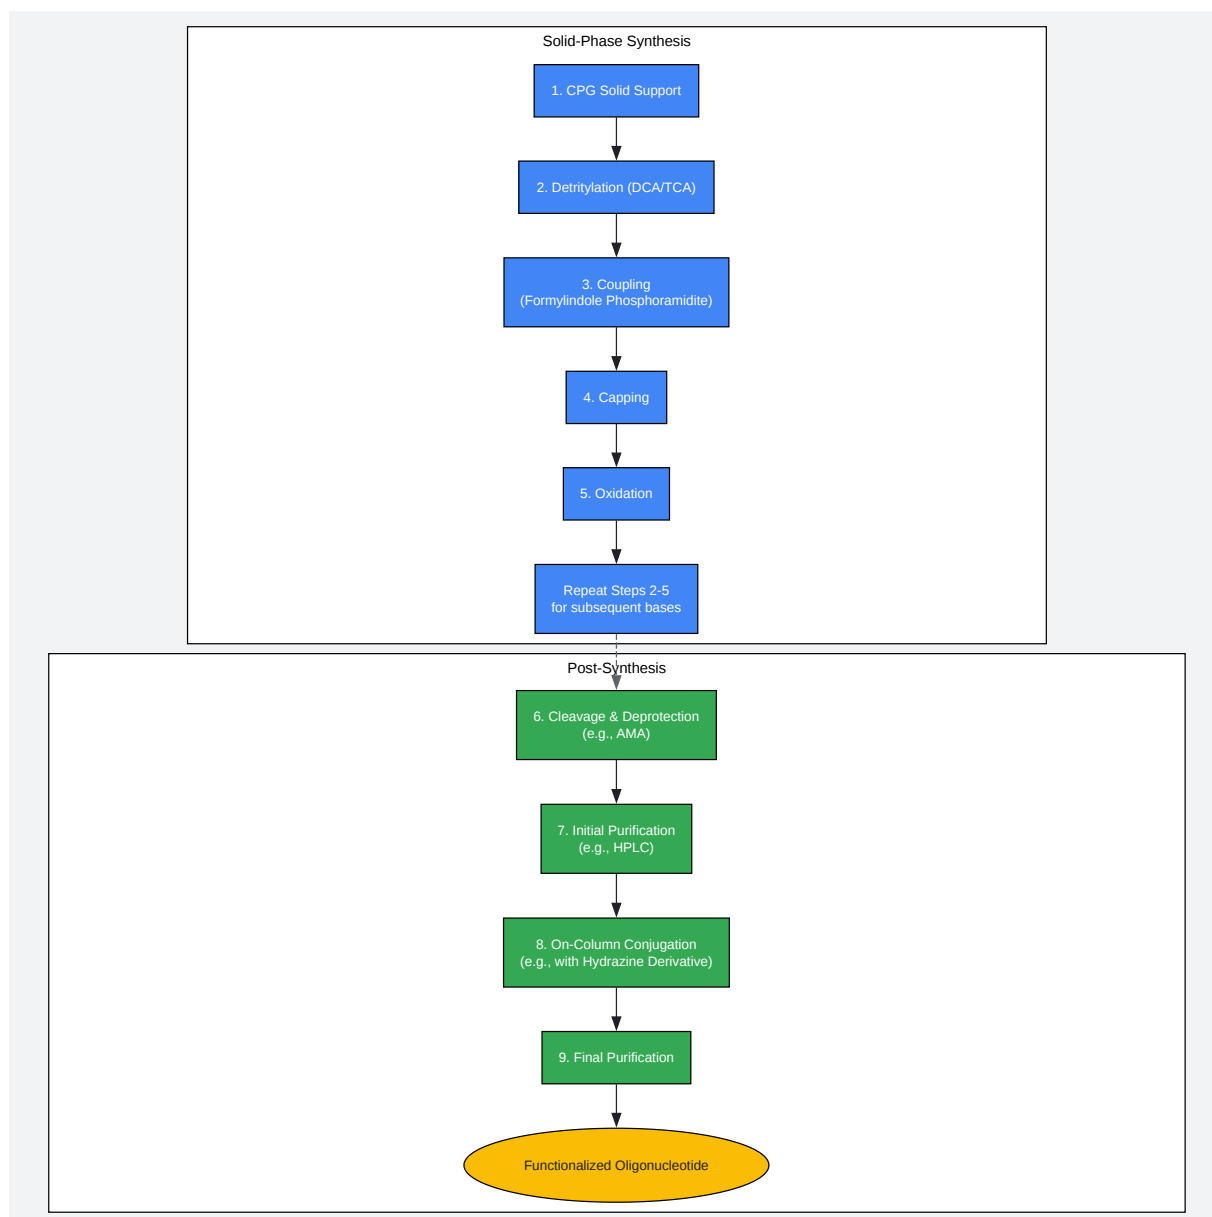 Solid-Phase Synthesis
1. CPG Solid Support
2. Detritylation (DCA/TCA)
3. Coupling
(Formylindole Phosphoramidite)
4. Capping
5. Oxidation
Repeat Steps 2-5
for subsequent bases
Post-Synthesis
6. Cleavage & Deprotection
(e.g., AMA)
7. Initial Purification
(e.g., HPLC)
8. On-Column Conjugation
(e.g., with Hydrazine Derivative)
9. Final Purification
Functionalized Oligonucleotide